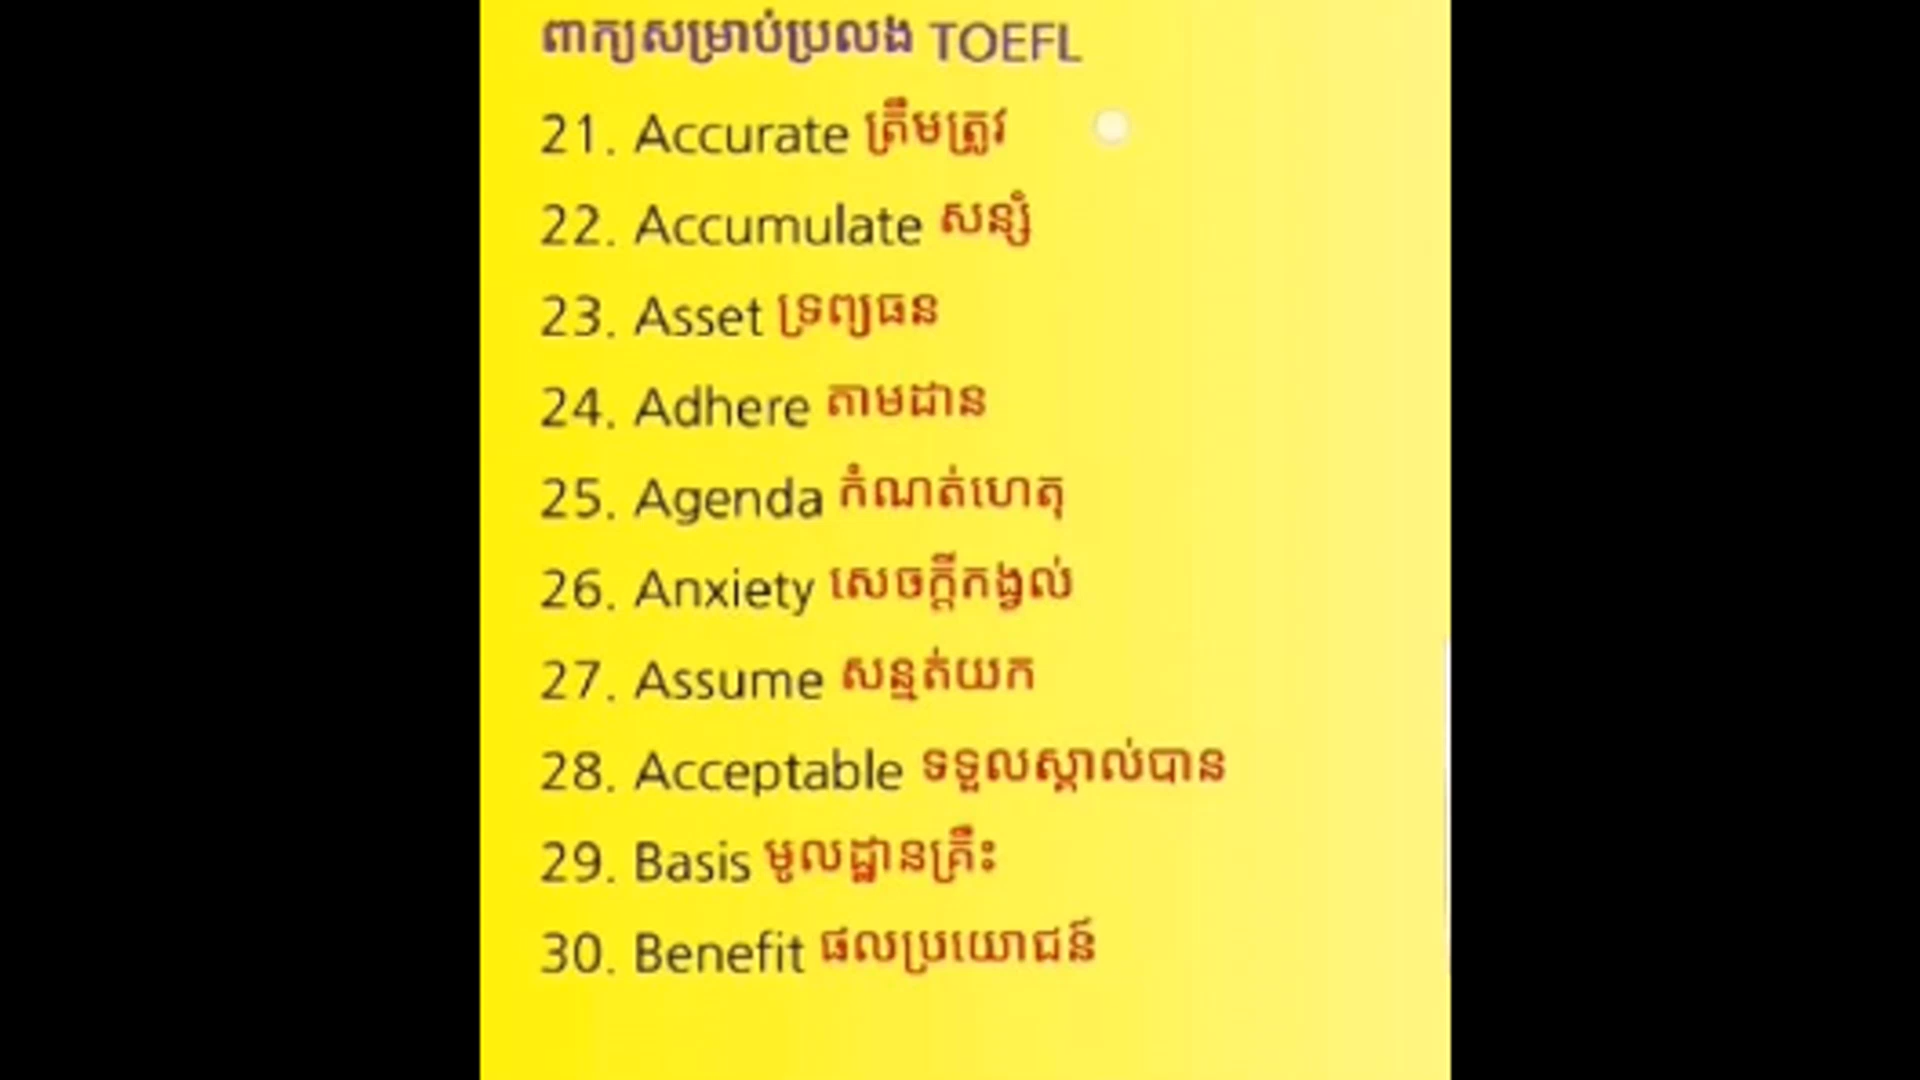 ពាក្យសម្រាប់ប្រលង TOEFL
21. Accurate ត្រឹមត្រូវ
22. Accumulate សន្សំ
23. Asset ទ្រព្យធន
24. Adhere តាមដាន
25. Agenda កំណត់ហេតុ
26. Anxiety សេចក្ដីកង្វល់
27. Assume សន្មត់យក
28. Acceptable ទទួលស្គាល់បាន
29. Basis មូលដ្ឋានគ្រឹះ
30. Benefit ផលប្រយោជន៍